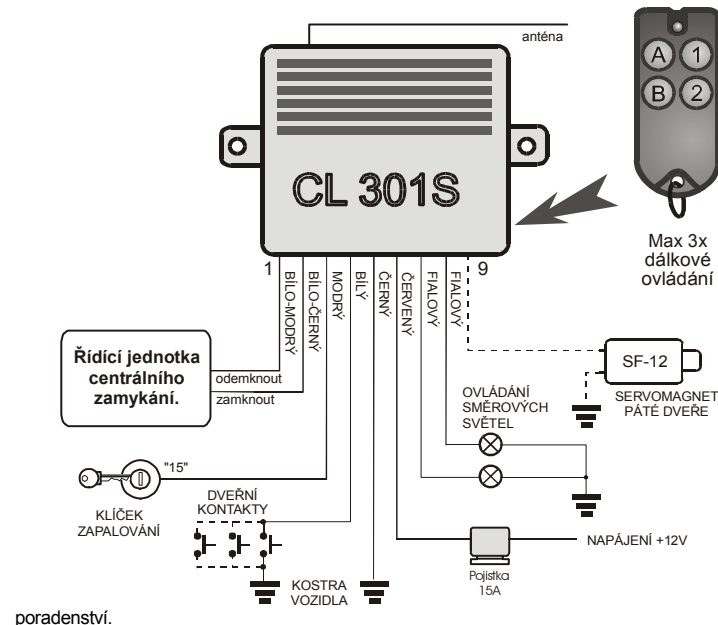 anténa
A 1
B 2
CL 301S
Max 3x
dálkové
ovládání
1
9
BÍLO-MODRÝ
BÍLO-ČERNÝ
MODRÝ
BÍLÝ
ČERNÝ
ČERVENÝ
FIALOVÝ
FIALOVÝ
Řídící jednotka
centrálního
zamykání.
odemknout
zamknout
SF-12
SERVOMAGNET
PÁTÉ DVEŘE
OVLÁDÁNÍ
SMĚROVÝCH
SVĚTEL
"15"
KLÍČEK
ZAPALOVÁNÍ
DVEŘNÍ
KONTAKTY
NAPÁJENÍ +12V
Pojistka
15A
KOSTRA
VOZIDLA
poradenství.